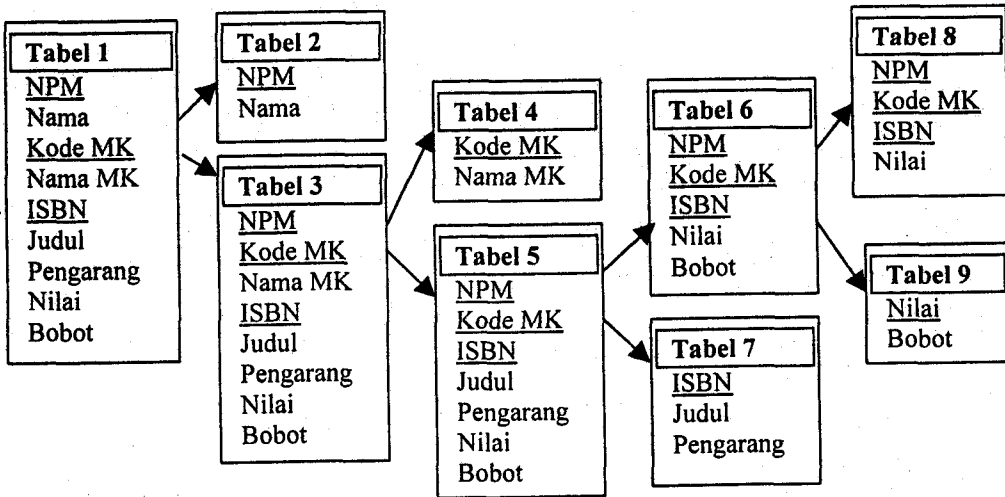 Tabel 1
NPM
Nama
Kode MK
Nama MK
ISBN
Judul
Pengarang
Nilai
Bobot
Tabel 2
NPM
Nama
Tabel 3
NPM
Kode MK
Nama MK
ISBN
Judul
Pengarang
Nilai
Bobot
Tabel 4
Kode MK
Nama MK
Tabel 5
NPM
Kode MK
ISBN
Judul
Pengarang
Nilai
Bobot
Tabel 6
NPM
Kode MK
ISBN
Nilai
Bobot
Tabel 7
ISBN
Judul
Pengarang
Tabel 8
NPM
Kode MK
ISBN
Nilai
Tabel 9
Nilai
Bobot